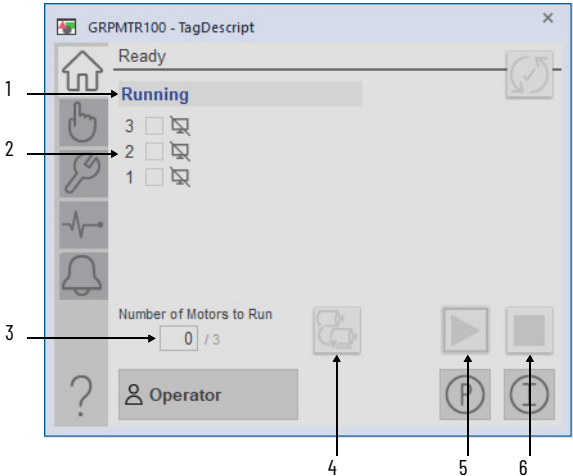 GRPMTR100 - TagDescript
Ready
1
Running
3
2
2
1
Number of Motors to Run
3
0 / 3
?
Operator
P
I
4
5
6